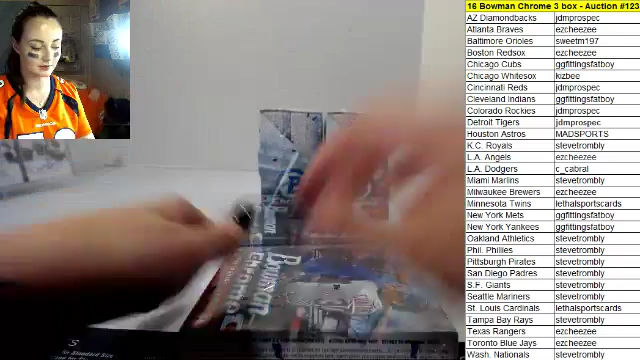 16 Bowman Chrome 3 box - Auction #123
AZ Diamondbacks jdmprospec
Atlanta Braves ezcheezee
Baltimore Orioles sweetm197
Boston Redsox ezcheezee
Chicago Cubs ggfittingsfatboy
Chicago Whitesox kizbee
Cincinnati Reds jdmprospec
Cleveland Indians ggfittingsfatboy
Colorado Rockies jdmprospec
Detroit Tigers jdmprospec
Houston Astros MADSPORTS
K.C. Royals stevetrombly
L.A. Angels ezcheezee
L.A. Dodgers c_cabral
Miami Marlins stevetrombly
Milwaukee Brewers ezcheezee
Minnesota Twins lethalsportscards
New York Mets ggfittingsfatboy
New York Yankees ggfittingsfatboy
Oakland Athletics stevetrombly
Phil. Phillies stevetrombly
Pittsburgh Pirates stevetrombly
San Diego Padres stevetrombly
S.F. Giants stevetrombly
Seattle Mariners stevetrombly
St. Louis Cardinals lethalsportscards
Tampa Bay Rays stevetrombly
Texas Rangers ezcheezee
Toronto Blue Jays ezcheezee
Wash. Nationals stevetrombly
Bowman